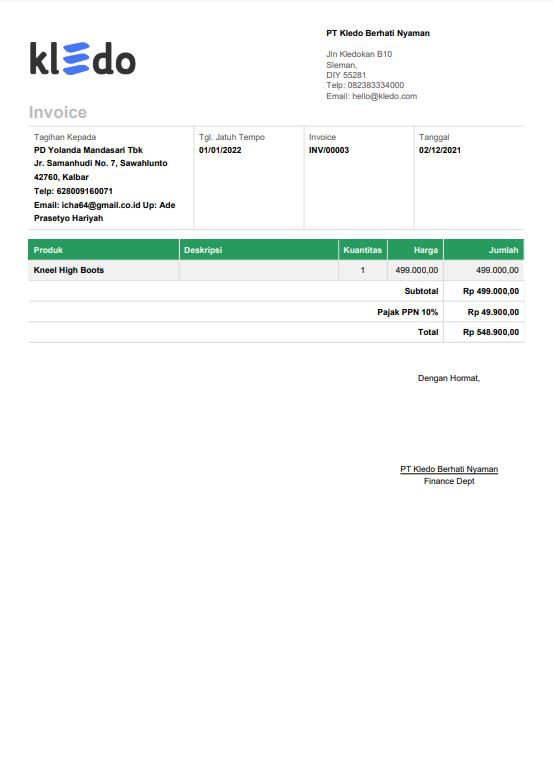 kledo
PT Kledo Berhati Nyaman
Jln Kledokan B10
Sleman,
DIY 55281
Telp: 082383334000
Email: hello@kledo.com
Invoice
Tagihan Kepada
PD Yolanda Mandasari Tbk
Jr. Samanhudi No. 7, Sawahlunto
42760, Kalbar
Telp: 628009160071
Email: icha64@gmail.co.id Up: Ade
Prasetyo Hariyah
Tgl. Jatuh Tempo
01/01/2022
Invoice
INV/00003
Tanggal
02/12/2021
Produk Deskripsi Kuantitas Harga Jumlah
Kneel High Boots 1 499.000,00 499.000,00
Subtotal Rp 499.000,00
Pajak PPN 10% Rp 49.900,00
Total Rp 548.900,00
Dengan Hormat,
PT Kledo Berhati Nyaman
Finance Dept